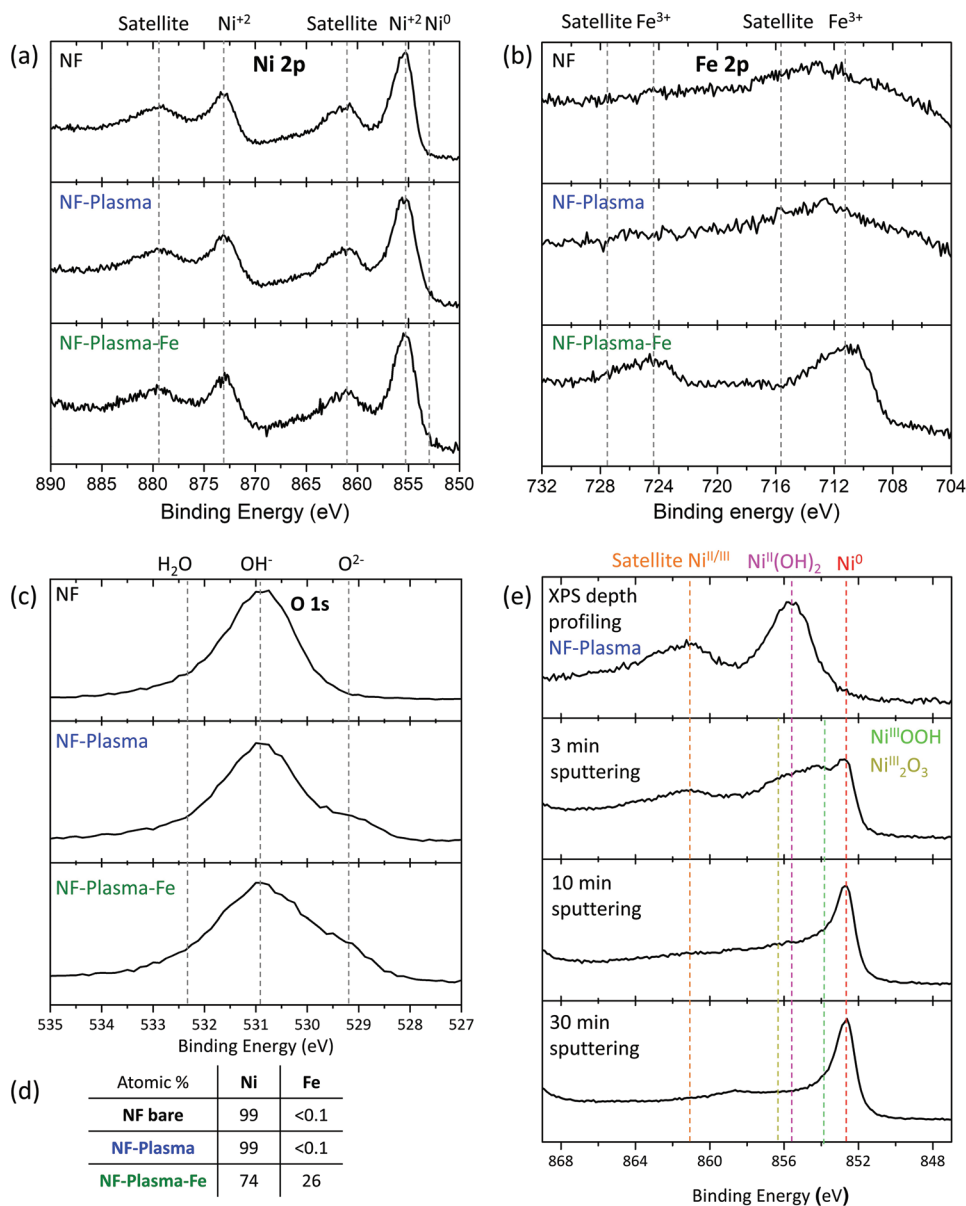 Satellite Ni+2 Satellite Ni+2 Ni0
(a)
NF
Ni 2p
NF-Plasma
NF-Plasma-Fe
890 885 880 875 870 865 860 855 850
Binding Energy (eV)
Satellite Fe3+ Satellite Fe3+
(b)
NF
Fe 2p
NF-Plasma
NF-Plasma-Fe
732 728 724 720 716 712 708 704
Binding energy (eV)
H2O OH- O2-
(c)
NF
O 1s
NF-Plasma
NF-Plasma-Fe
535 534 533 532 531 530 529 528 527
Binding Energy (eV)
(d)
Atomic % Ni Fe
NF bare 99 <0.1
NF-Plasma 99 <0.1
NF-Plasma-Fe 74 26
Satellite NiII/III NiII(OH)2 Ni0
(e)
XPS depth
profiling
NF-Plasma
3 min
sputtering
NiIIIOOH
NiIII2O3
10 min
sputtering
30 min
sputtering
868 864 860 856 852 848
Binding Energy (eV)